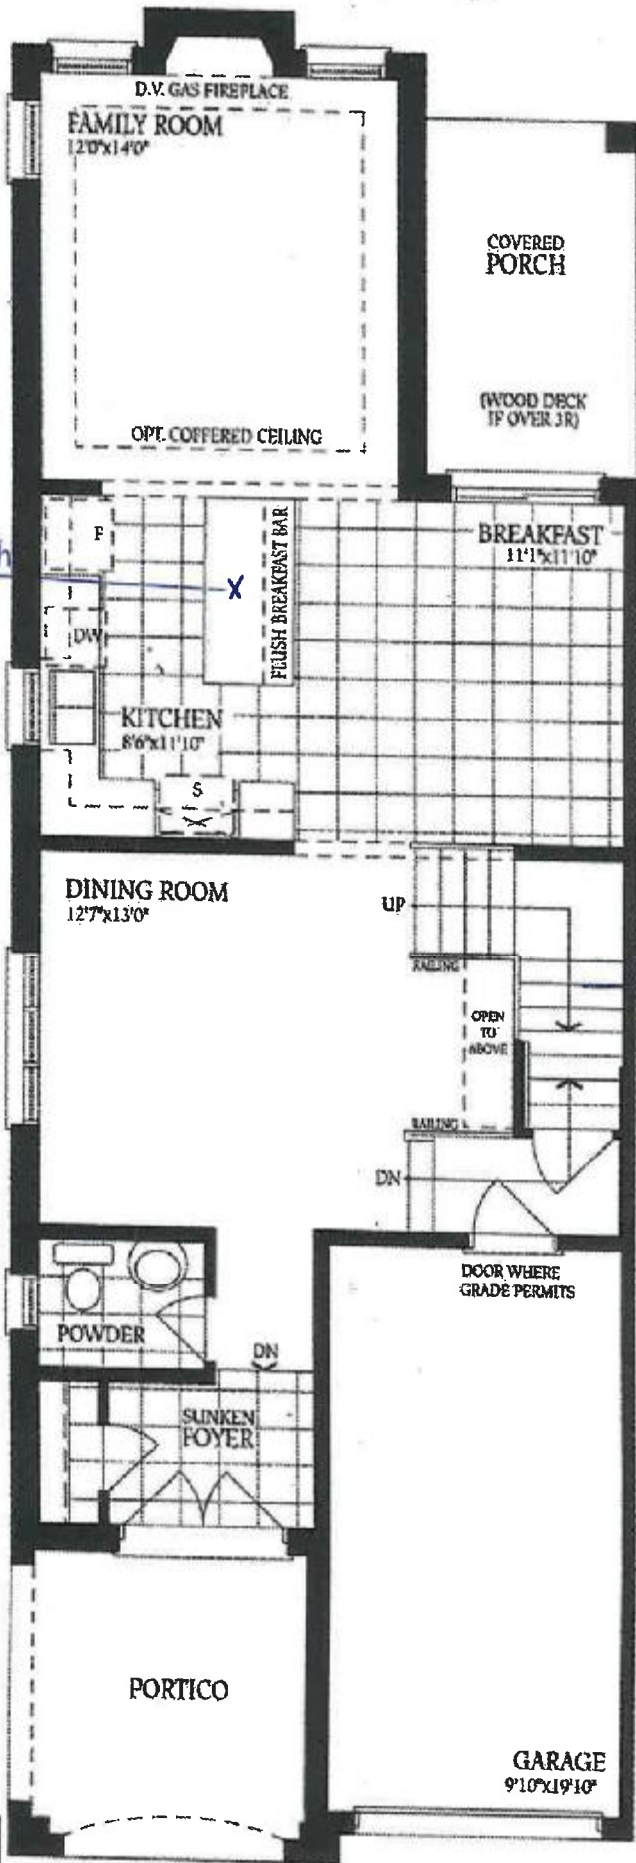 D.V. GAS FIREPLACE
FAMILY ROOM
12'0"x14'0"
COVERED
PORCH
(WOOD DECK
IF OVER 3R)
OPT. COFFERED CEILING
F
BREAKFAST
11'1"x11'10"
h
X
FLUSH BREAKFAST BAR
DW
KITCHEN
8'6"x11'10"
S
DINING ROOM
12'7"x13'0"
UP
RAILING
OPEN
TO
ABOVE
RAILING
DN
DOOR WHERE
GRADE PERMITS
POWDER
DN
SUNKEN
FOYER
PORTICO
GARAGE
9'10"x19'10"